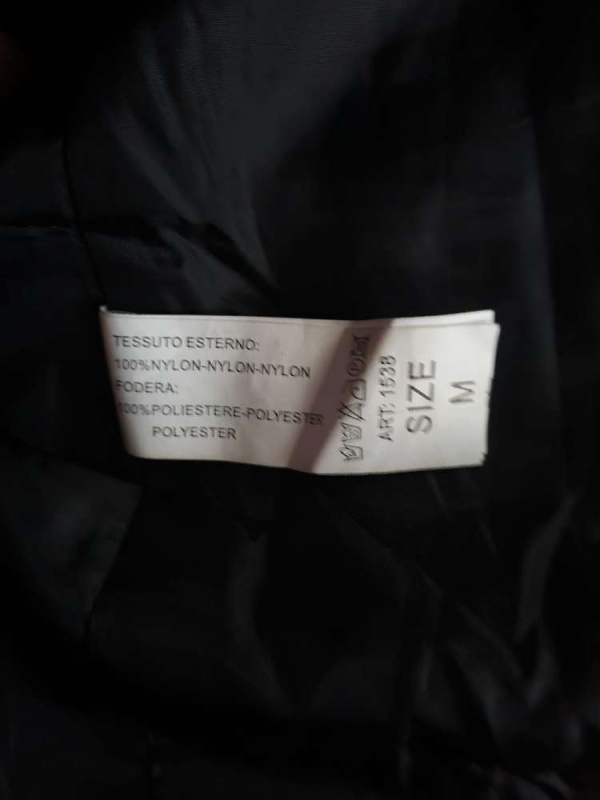 TESSUTO ESTERNO:
100%NYLON-NYLON-NYLON
FODERA:
100%POLIESTERE-POLYESTER
POLYESTER
ART: 1538
SIZE
M